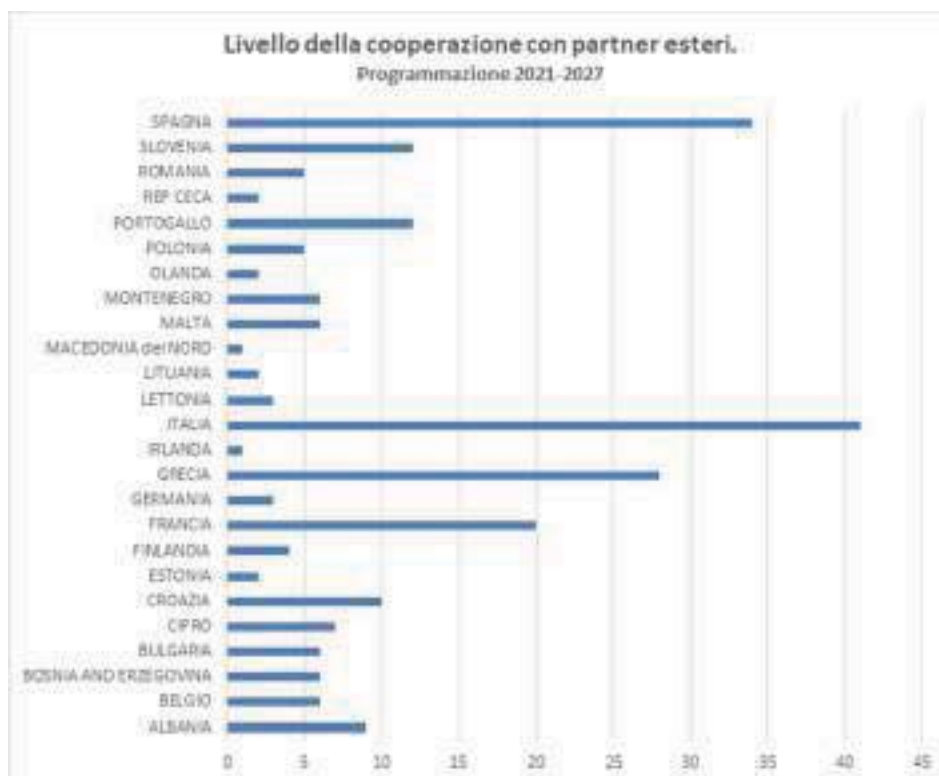 Livello della cooperazione con partner esteri.
Programmazione 2021-2027
SPAGNA
SLOVENIA
ROMANIA
REP CECA
PORTOGALLO
POLONIA
OLANDA
MONTENEGRO
MALTA
MACEDONIA del NORD
LITUANIA
LETTONIA
ITALIA
IRLANDA
GRECIA
GERMANIA
FRANCIA
FINLANDIA
ESTONIA
CROAZIA
CIPRO
BULGARIA
BOSNIA AND ERZEGOVINA
BELGIO
ALBANIA
0 5 10 15 20 25 30 35 40 45